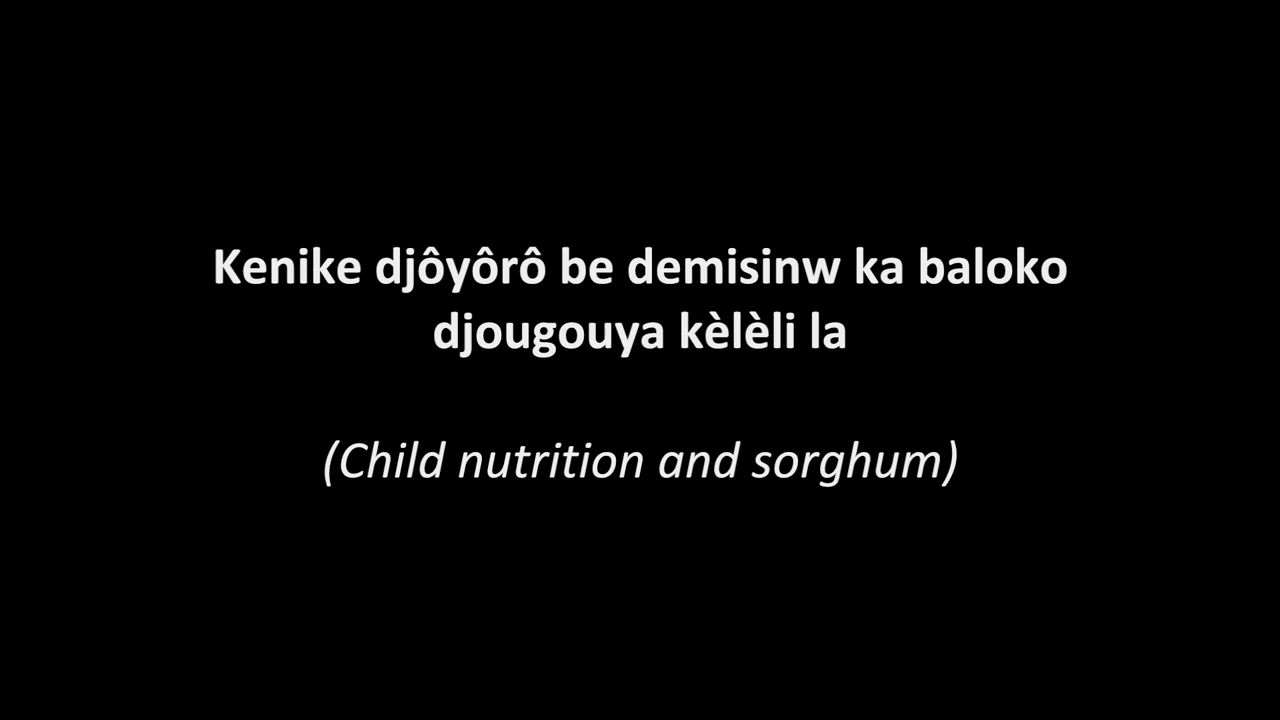 Kenike djôyôrô be demisinw ka baloko
djougouya kèlèli la
(Child nutrition and sorghum)